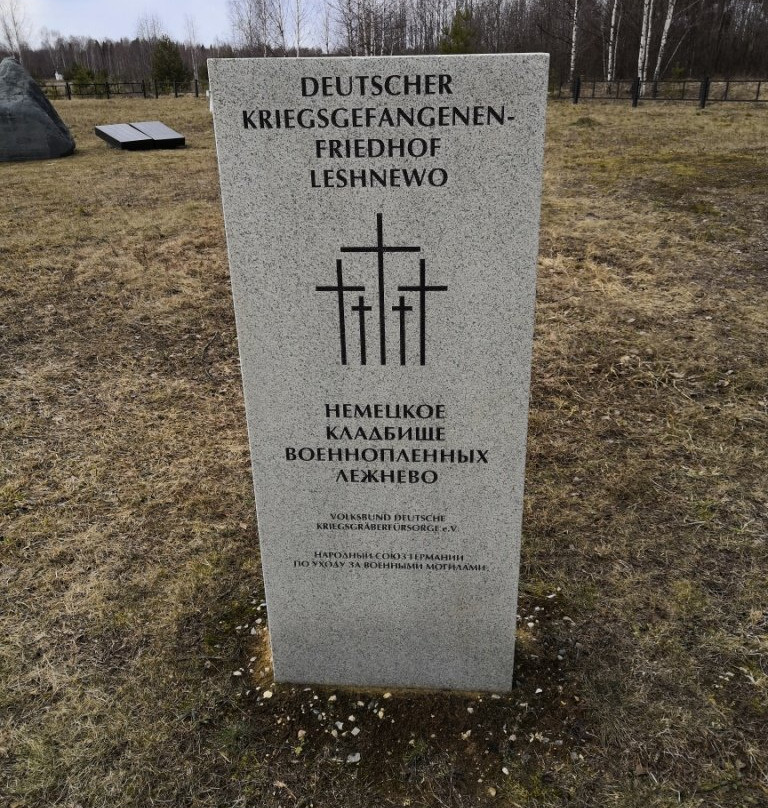 DEUTSCHER
KRIEGSGEFANGENEN-
FRIEDHOF
LESHNEWO
НЕМЕЦКОЕ
КЛАДБИЩЕ
ВОЕННОПЛЕННЫХ
ЛЕЖНЕВО
VOLKSBUND DEUTSCHE
KRIEGSGRÄBERFÜRSORGE e.V.
НАРОДНЫЙ СОЮЗ ГЕРМАНИИ
ПО УХОДУ ЗА ВОЕННЫМИ МОГИЛАМИ